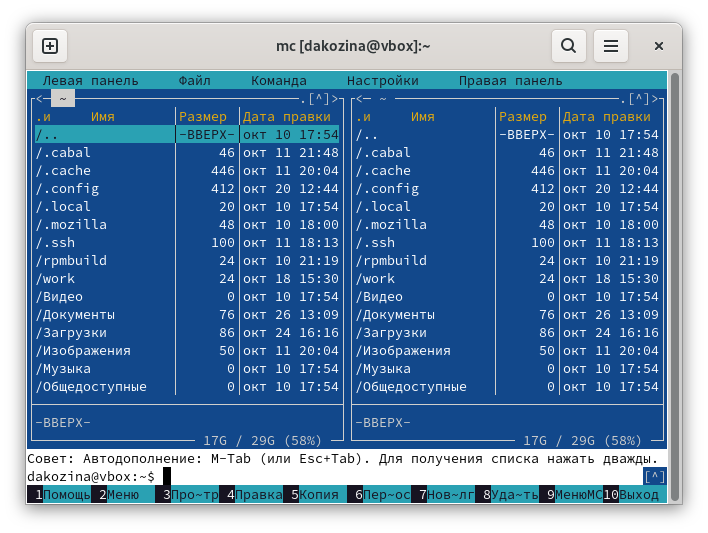 mc [dakozina@vbox]:~
Левая панель Файл Команда Настройки Правая панель
<─ ~ ─.[^]>┐┌<─ ~ ─.[^]>
.и Имя Размер Дата правки .и Имя Размер Дата правки
/.. -ВВЕРХ- окт 10 17:54 /.. -ВВЕРХ- окт 10 17:54
/.cabal 46 окт 11 21:48 /.cabal 46 окт 11 21:48
/.cache 446 окт 11 20:04 /.cache 446 окт 11 20:04
/.config 412 окт 20 12:44 /.config 412 окт 20 12:44
/.local 20 окт 10 17:54 /.local 20 окт 10 17:54
/.mozilla 48 окт 10 18:00 /.mozilla 48 окт 10 18:00
/.ssh 100 окт 11 18:13 /.ssh 100 окт 11 18:13
/rpmbuild 24 окт 10 21:19 /rpmbuild 24 окт 10 21:19
/work 24 окт 18 15:30 /work 24 окт 18 15:30
/Видео 0 окт 10 17:54 /Видео 0 окт 10 17:54
/Документы 76 окт 26 13:09 /Документы 76 окт 26 13:09
/Загрузки 86 окт 24 16:16 /Загрузки 86 окт 24 16:16
/Изображения 50 окт 11 20:04 /Изображения 50 окт 11 20:04
/Музыка 0 окт 10 17:54 /Музыка 0 окт 10 17:54
/Общедоступные 0 окт 10 17:54 /Общедоступные 0 окт 10 17:54
-ВВЕРХ- -ВВЕРХ-
17G / 29G (58%) 17G / 29G (58%)
Совет: Автодополнение: M-Tab (или Esc+Tab). Для получения списка нажать дважды.
dakozina@vbox:~$ [^]
1Помощь 2Меню 3Про~тр 4Правка 5Копия 6Пер~ос 7Нов~лг 8Уда~ть 9МенюMC 10Выход